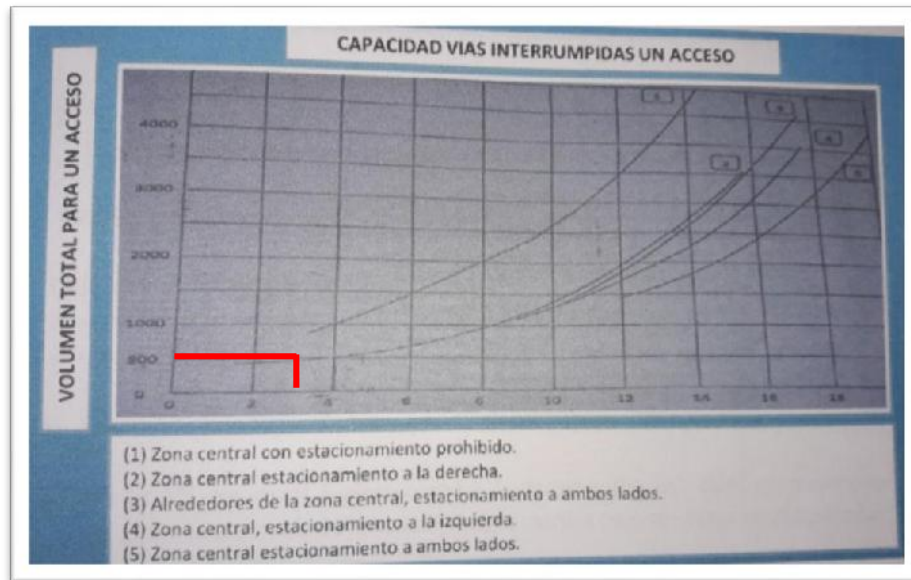 CAPACIDAD VIAS INTERRUMPIDAS UN ACCESO
VOLUMEN TOTAL PARA UN ACCESO
4000
3000
2000
1000
500
0
0 2 4 6 8 10 12 14 16 18
(1) Zona central con estacionamiento prohibido.
(2) Zona central estacionamiento a la derecha.
(3) Alrededores de la zona central, estacionamiento a ambos lados.
(4) Zona central, estacionamiento a la izquierda.
(5) Zona central estacionamiento a ambos lados.